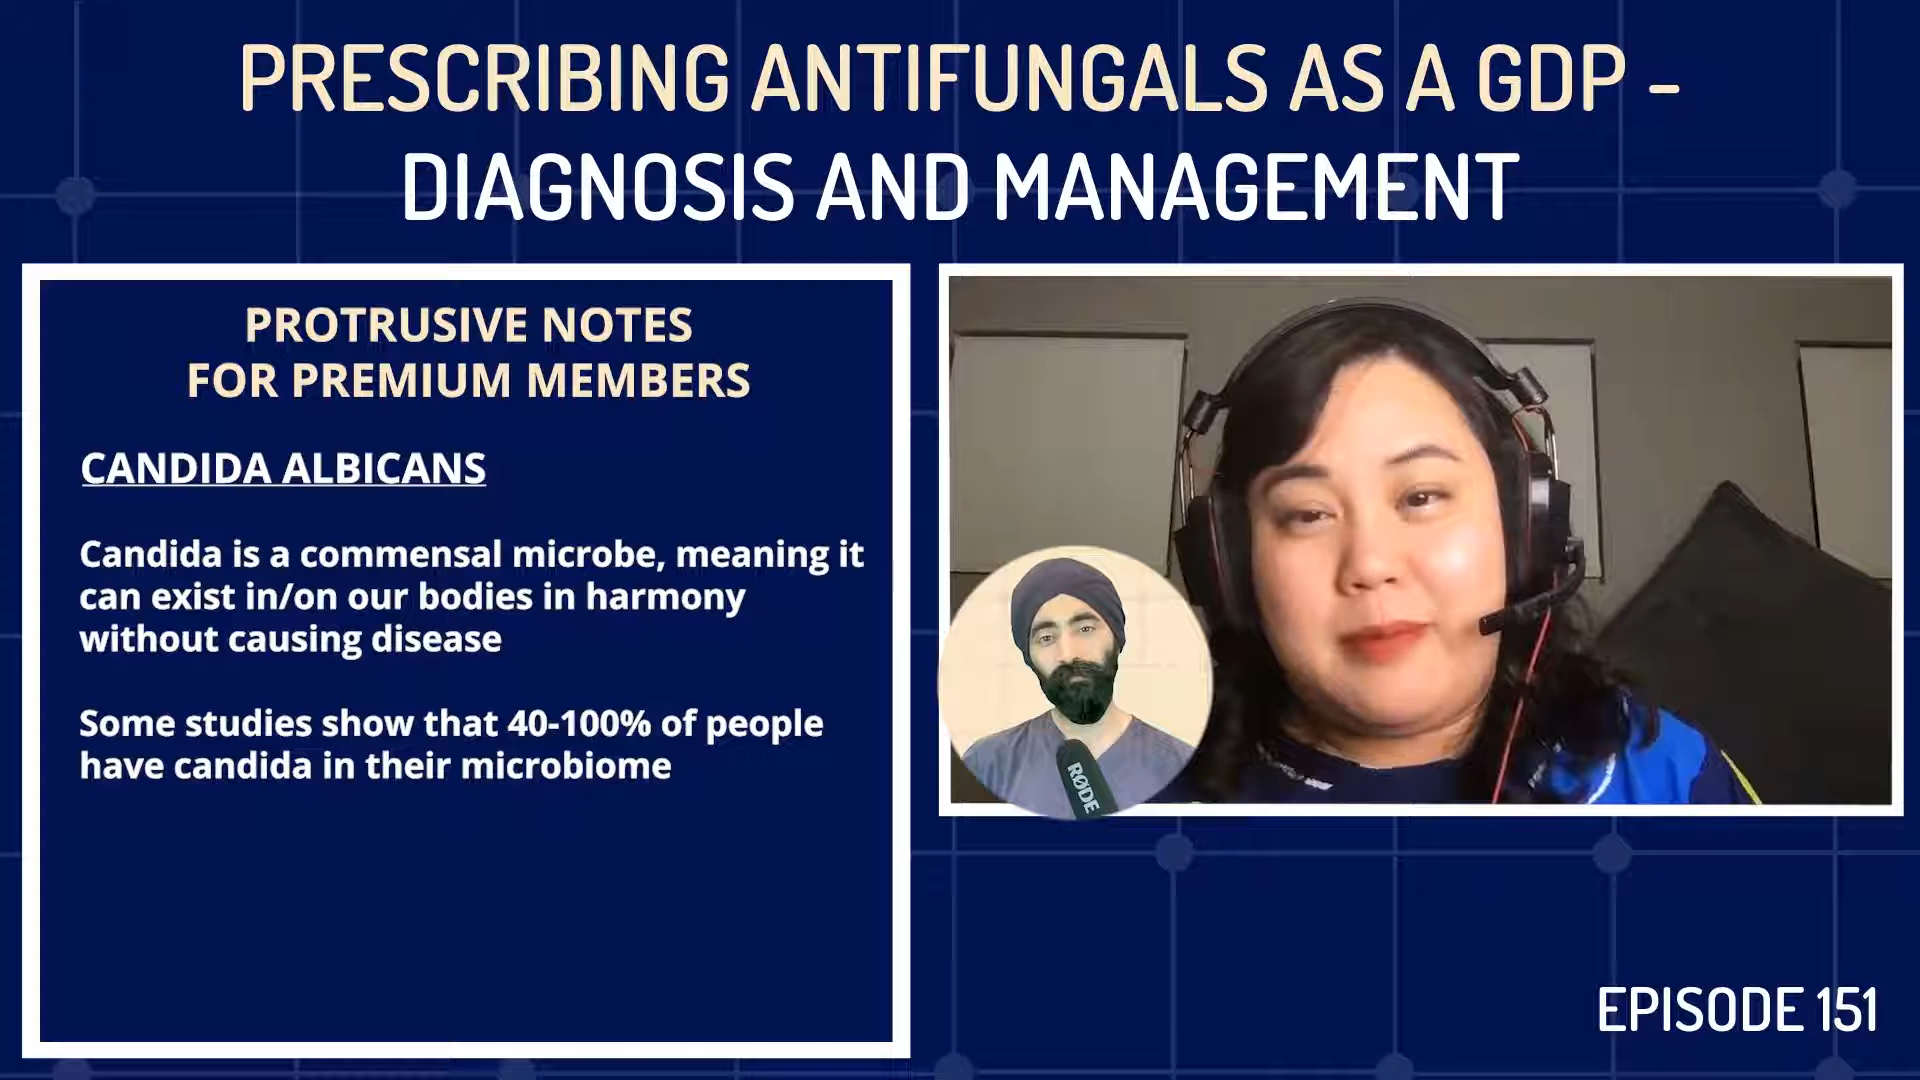 PRESCRIBING ANTIFUNGALS AS A GDP -
DIAGNOSIS AND MANAGEMENT
PROTRUSIVE NOTES
FOR PREMIUM MEMBERS
CANDIDA ALBICANS
Candida is a commensal microbe, meaning it
can exist in/on our bodies in harmony
without causing disease
Some studies show that 40-100% of people
have candida in their microbiome
RØDE
EPISODE 151